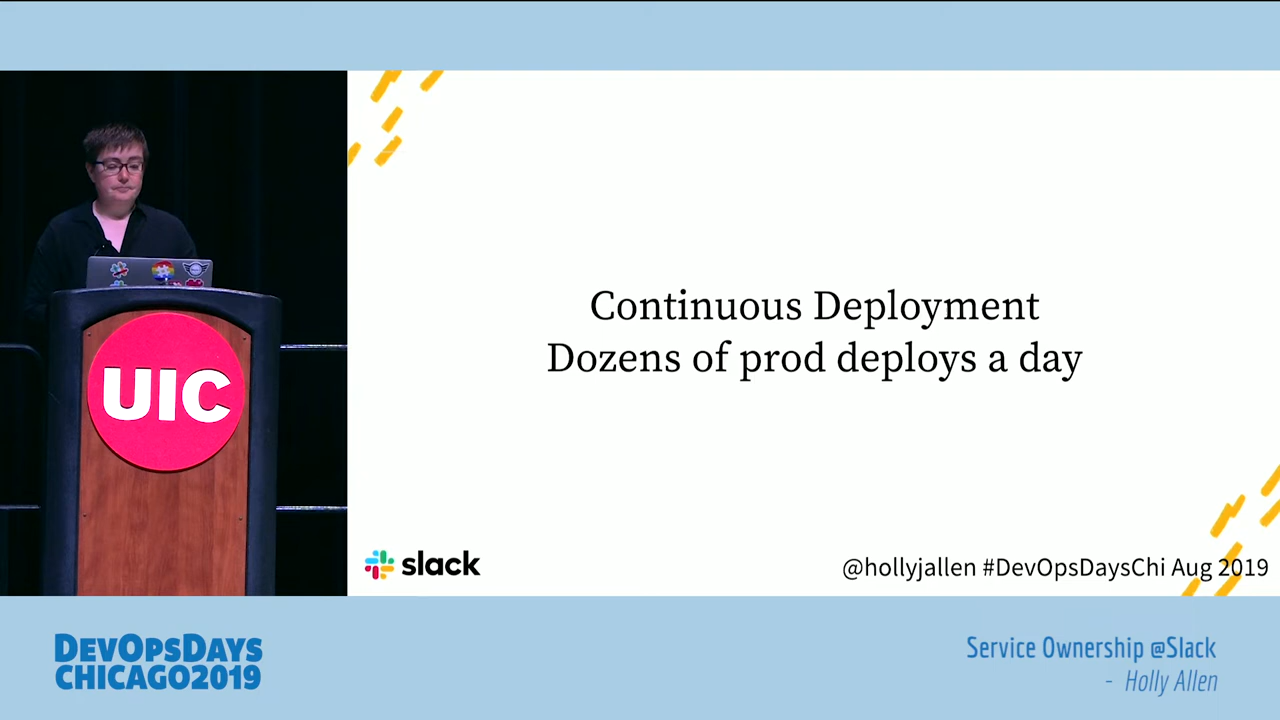 Continuous Deployment
Dozens of prod deploys a day
UIC
slack
@hollyjallen #DevOpsDaysChi Aug 2019
DEVOPSDAYS
CHICAGO2019
Service Ownership @Slack
- Holly Allen